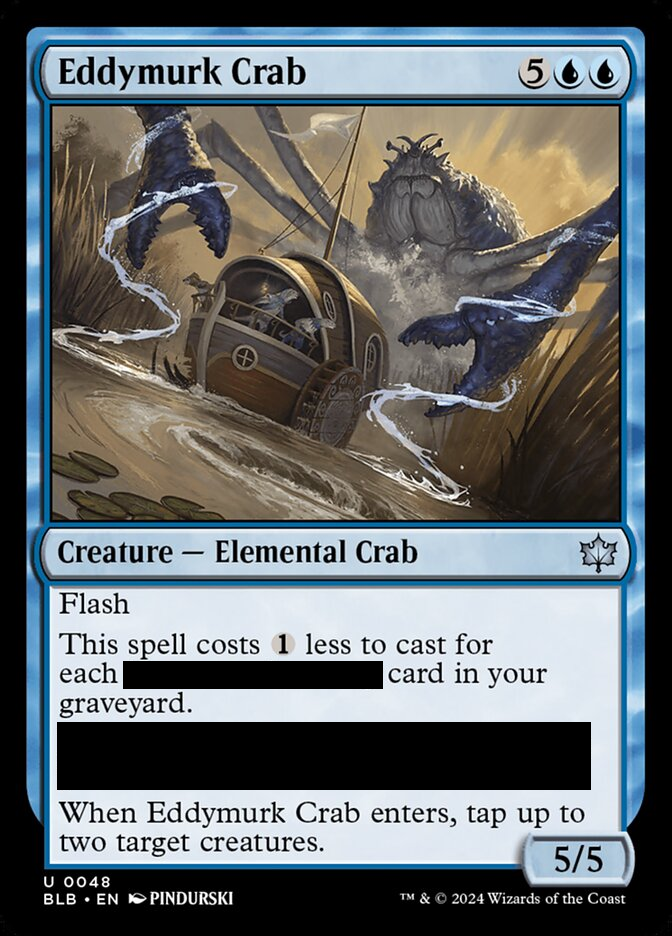 Eddymurk Crab 5
Creature — Elemental Crab
Flash
This spell costs 1 less to cast for
each card in your
graveyard.
When Eddymurk Crab enters, tap up to
two target creatures.
5/5
U 0048
BLB • EN PINDURSKI
™ & © 2024 Wizards of the Coast